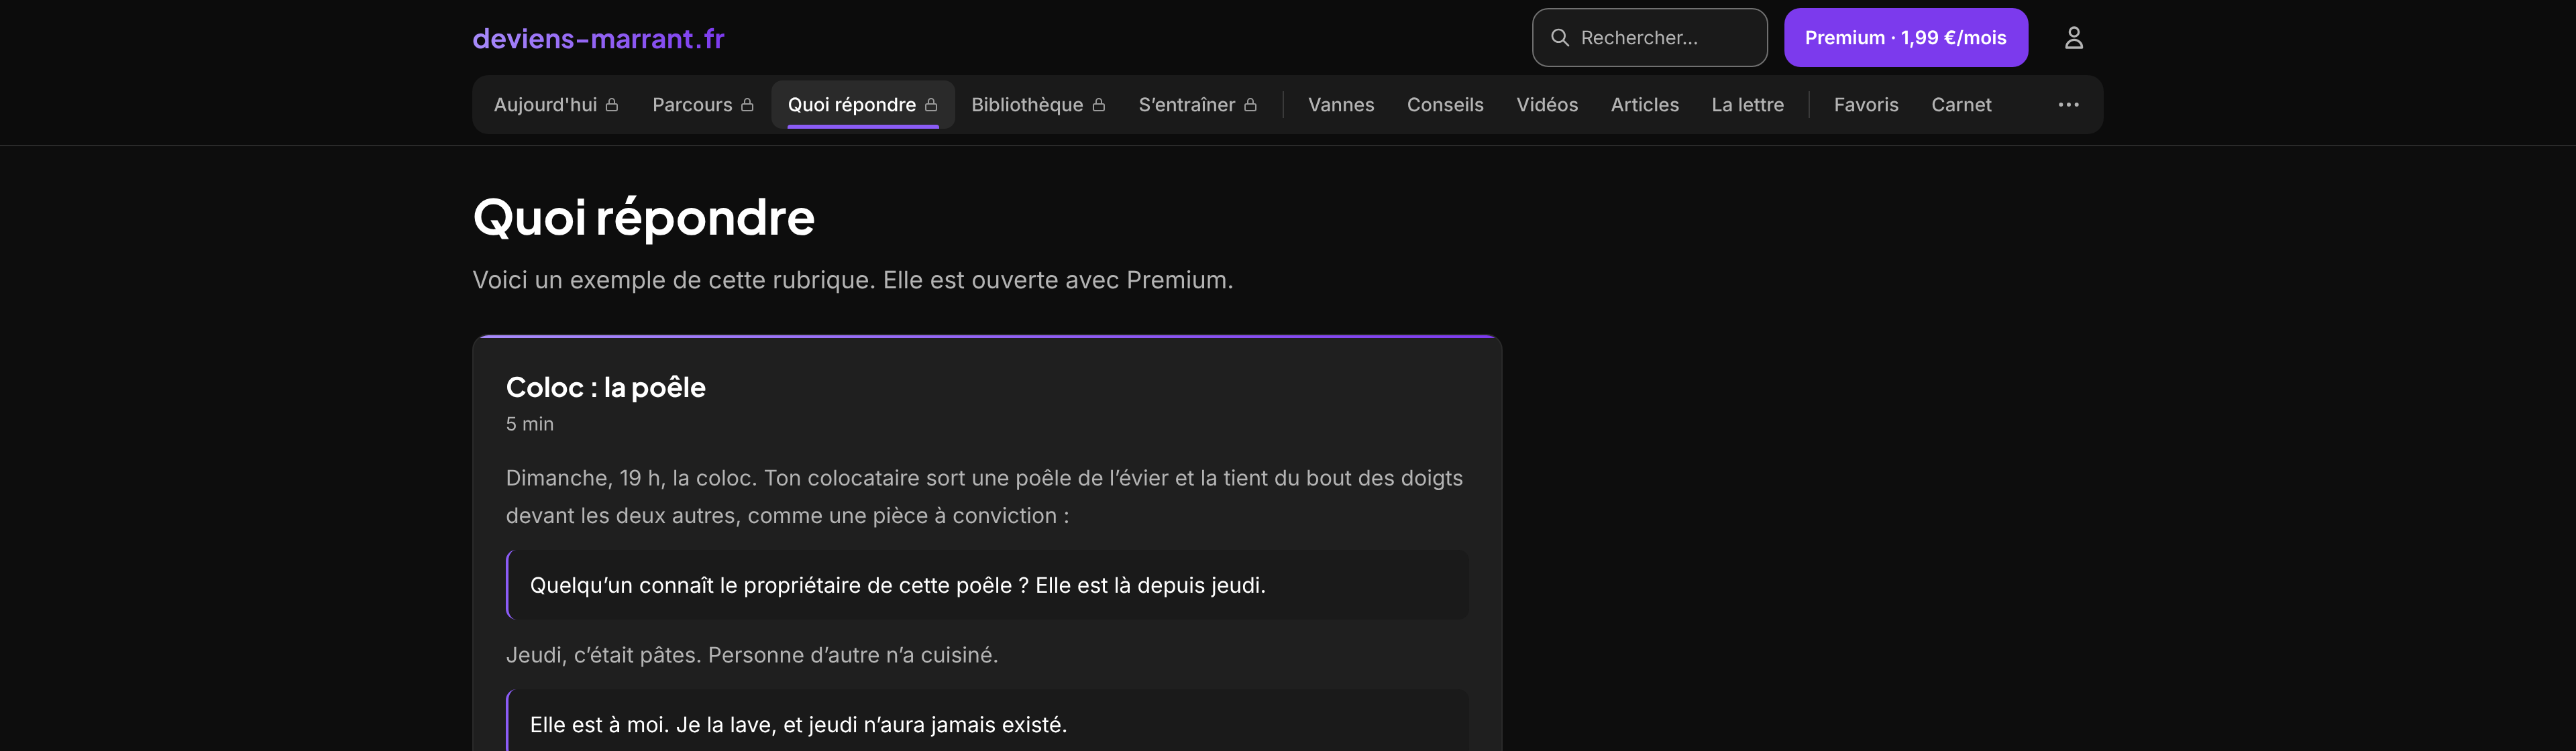 deviens-marrant.fr
Rechercher...
Premium · 1,99 €/mois
Aujourd'hui
Parcours
Quoi répondre
Bibliothèque
S’entraîner
Vannes
Conseils
Vidéos
Articles
La lettre
Favoris
Carnet
Quoi répondre
Voici un exemple de cette rubrique. Elle est ouverte avec Premium.
Coloc : la poêle
5 min
Dimanche, 19 h, la coloc. Ton colocataire sort une poêle de l’évier et la tient du bout des doigts
devant les deux autres, comme une pièce à conviction :
Quelqu’un connaît le propriétaire de cette poêle ? Elle est là depuis jeudi.
Jeudi, c’était pâtes. Personne d’autre n’a cuisiné.
Elle est à moi. Je la lave, et jeudi n’aura jamais existé.